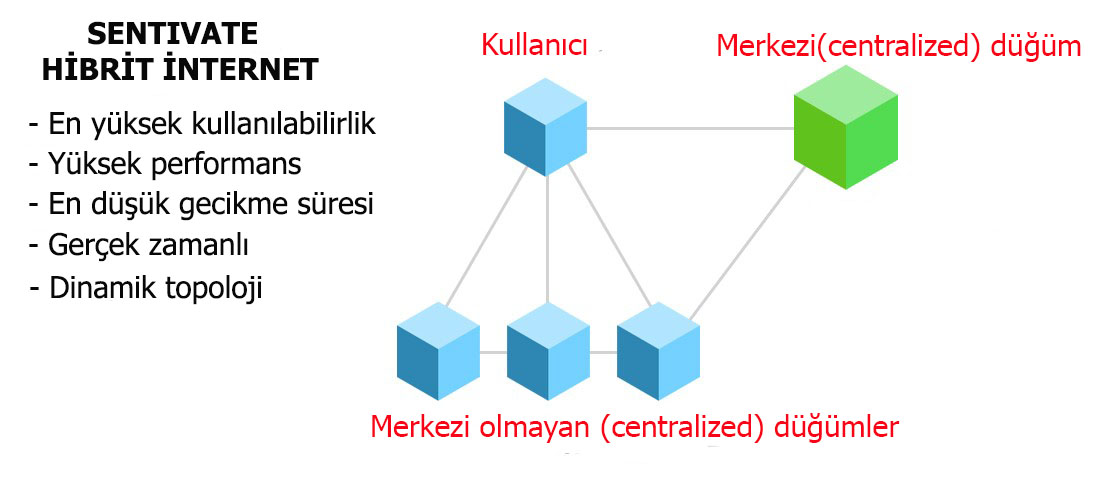 SENTIVATE
HİBRİT İNTERNET
- En yüksek kullanılabilirlik
- Yüksek performans
- En düşük gecikme süresi
- Gerçek zamanlı
- Dinamik topoloji
Kullanıcı
Merkezi(centralized) düğüm
Merkezi olmayan (centralized) düğümler